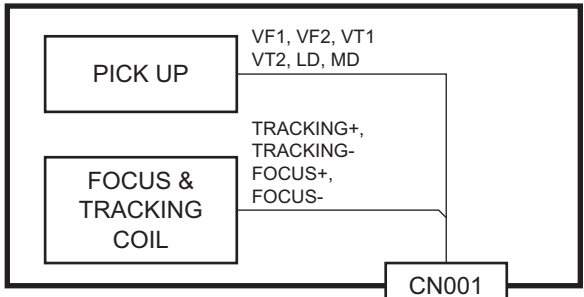 PICK UP
VF1, VF2, VT1
VT2, LD, MD
FOCUS &
TRACKING
COIL
TRACKING+,
TRACKING-
FOCUS+,
FOCUS-
CN001